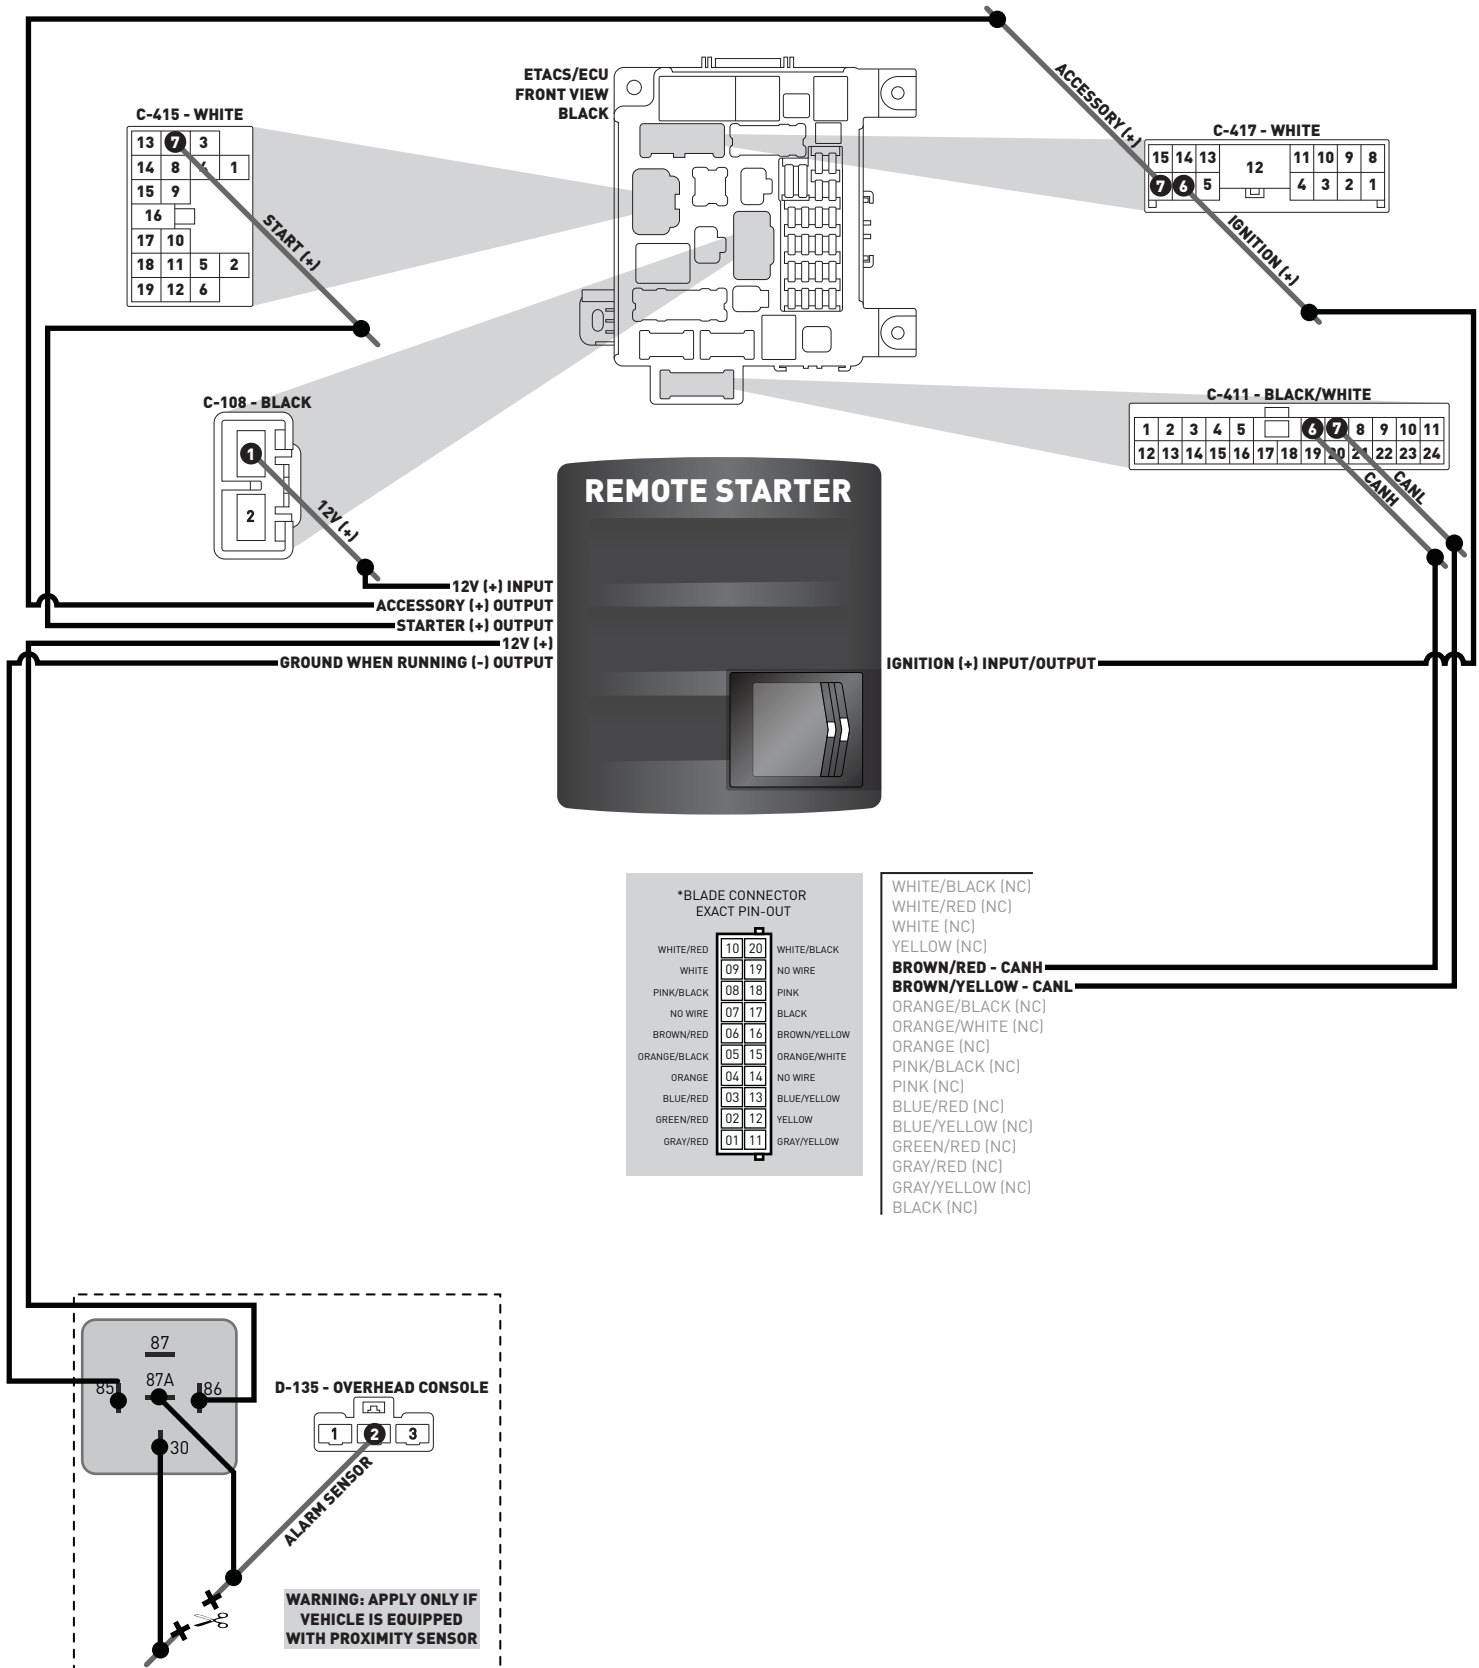 ETACS/ECU
FRONT VIEW
BLACK
ACCESSORY (+)
C-415 - WHITE
13 7 3
14 8 4 1
15 9
16
17 10
18 11 5 2
19 12 6
START (+)
C-417 - WHITE
15 14 13 12 11 10 9 8
7 6 5 4 3 2 1
IGNITION (+)
C-108 - BLACK
1
2
12V (+)
C-411 - BLACK/WHITE
1 2 3 4 5 6 7 8 9 10 11
12 13 14 15 16 17 18 19 20 21 22 23 24
CANH
CANL
REMOTE STARTER
12V (+) INPUT
ACCESSORY (+) OUTPUT
STARTER (+) OUTPUT
12V (+)
GROUND WHEN RUNNING (-) OUTPUT
IGNITION (+) INPUT/OUTPUT
*BLADE CONNECTOR
EXACT PIN-OUT
WHITE/RED 10 20 WHITE/BLACK
WHITE 09 19 NO WIRE
PINK/BLACK 08 18 PINK
NO WIRE 07 17 BLACK
BROWN/RED 06 16 BROWN/YELLOW
ORANGE/BLACK 05 15 ORANGE/WHITE
ORANGE 04 14 NO WIRE
BLUE/RED 03 13 BLUE/YELLOW
GREEN/RED 02 12 YELLOW
GRAY/RED 01 11 GRAY/YELLOW
WHITE/BLACK (NC)
WHITE/RED (NC)
WHITE (NC)
YELLOW (NC)
BROWN/RED - CANH
BROWN/YELLOW - CANL
ORANGE/BLACK (NC)
ORANGE/WHITE (NC)
ORANGE (NC)
PINK/BLACK (NC)
PINK (NC)
BLUE/RED (NC)
BLUE/YELLOW (NC)
GREEN/RED (NC)
GRAY/RED (NC)
GRAY/YELLOW (NC)
BLACK (NC)
87
87A
85
86
30
D-135 - OVERHEAD CONSOLE
1 2 3
ALARM SENSOR
WARNING: APPLY ONLY IF
VEHICLE IS EQUIPPED
WITH PROXIMITY SENSOR